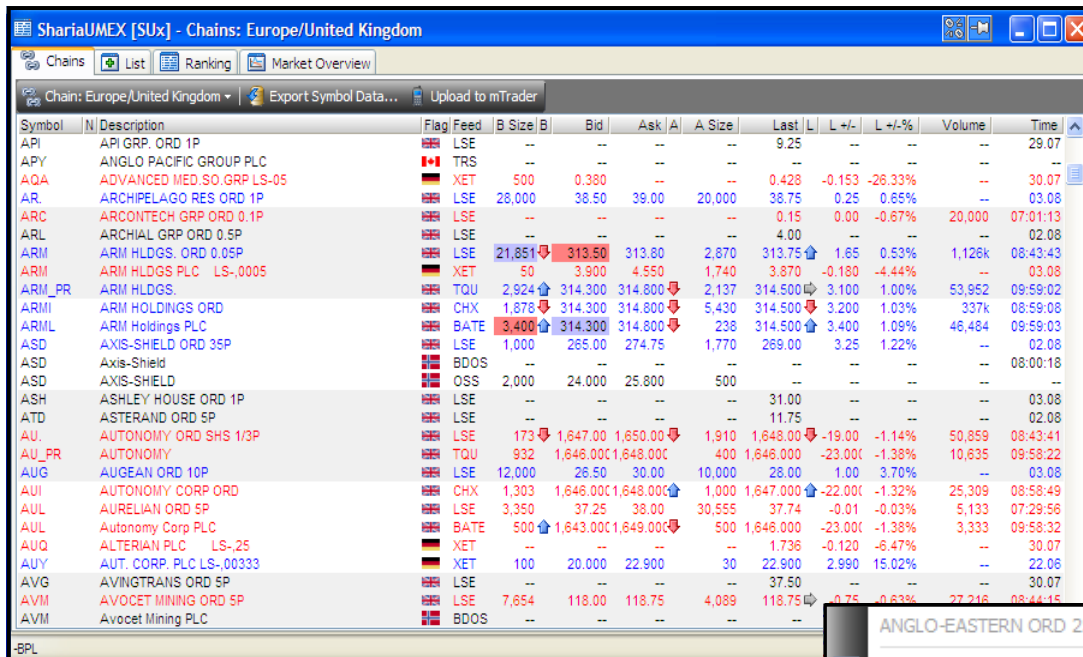 ShariaUMEX [SUx] - Chains: Europe/United Kingdom
Chains List Ranking Market Overview
Chain: Europe/United Kingdom Export Symbol Data... Upload to mTrader
Symbol N Description Flag Feed B Size B Bid Ask A A Size Last L L +/- L +/-% Volume Time
API API GRP. ORD 1P LSE -- -- -- -- 9.25 -- -- -- 29.07
APY ANGLO PACIFIC GROUP PLC TRS -- -- -- -- -- -- -- -- --
AQA ADVANCED MED.SO.GRP LS-05 XET 500 0.380 -- -- 0.428 -0.153 -26.33% -- 30.07
AR. ARCHIPELAGO RES ORD 1P LSE 28,000 38.50 39.00 20,000 38.75 0.25 0.65% -- 03.08
ARC ARCONTECH GRP ORD 0.1P LSE -- -- -- -- 0.15 0.00 -0.67% 20,000 07:01:13
ARL ARCHIAL GRP ORD 0.5P LSE -- -- -- -- 4.00 -- -- -- 02.08
ARM ARM HLDGS. ORD 0.05P LSE 21,851 313.50 313.80 2,870 313.75 1.65 0.53% 1,126k 08:43:43
ARM ARM HLDGS PLC LS-,0005 XET 50 3.900 4.550 1,740 3.870 -0.180 -4.44% -- 03.08
ARM_PR ARM HLDGS. TQU 2,924 314.300 314.800 2,137 314.500 3.100 1.00% 53,952 09:59:02
ARMI ARM HOLDINGS ORD CHX 1,878 314.300 314.800 5,430 314.500 3.200 1.03% 337k 08:59:08
ARML ARM Holdings PLC BATE 3,400 314.300 314.800 238 314.500 3.400 1.09% 46,484 09:59:03
ASD AXIS-SHIELD ORD 35P LSE 1,000 265.00 274.75 1,770 269.00 3.25 1.22% -- 02.08
ASD Axis-Shield BDOS -- -- -- -- -- -- -- -- 08:00:18
ASD AXIS-SHIELD OSS 2,000 24.000 25.800 500 -- -- -- -- --
ASH ASHLEY HOUSE ORD 1P LSE -- -- -- -- 31.00 -- -- -- 03.08
ATD ASTERAND ORD 5P LSE -- -- -- -- 11.75 -- -- -- 02.08
AU. AUTONOMY ORD SHS 1/3P LSE 173 1,647.00 1,650.00 1,910 1,648.00 -19.00 -1.14% 50,859 08:43:41
AU_PR AUTONOMY TQU 932 1,646.000 1,648.000 400 1,646.000 -23.000 -1.38% 10,635 09:58:22
AUG AUGEAN ORD 10P LSE 12,000 26.50 30.00 10,000 28.00 1.00 3.70% -- 03.08
AUI AUTONOMY CORP ORD CHX 1,303 1,646.000 1,648.000 1,000 1,647.000 -22.000 -1.32% 25,309 08:58:49
AUL AURELIAN ORD 5P LSE 3,350 37.25 38.00 30,555 37.74 -0.01 -0.03% 5,133 07:29:56
AUL Autonomy Corp PLC BATE 500 1,643.000 1,649.000 500 1,646.000 -23.000 -1.38% 3,333 09:58:32
AUQ ALTERIAN PLC LS-,25 XET -- -- -- -- 1.736 -0.120 -6.47% -- 30.07
AUY AUT. CORP. PLC LS-,00333 XET 100 20.000 22.900 30 22.900 2.990 15.02% -- 22.06
AVG AVINGTRANS ORD 5P LSE -- -- -- -- 37.50 -- -- -- 30.07
AVM AVOCET MINING ORD 5P LSE 7,654 118.00 118.75 4,089 118.75 -0.75 -0.63% 27,216 08:44:15
AVM Avocet Mining PLC BDOS -- -- -- --
ANGLO-EASTERN ORD 2
-BPL